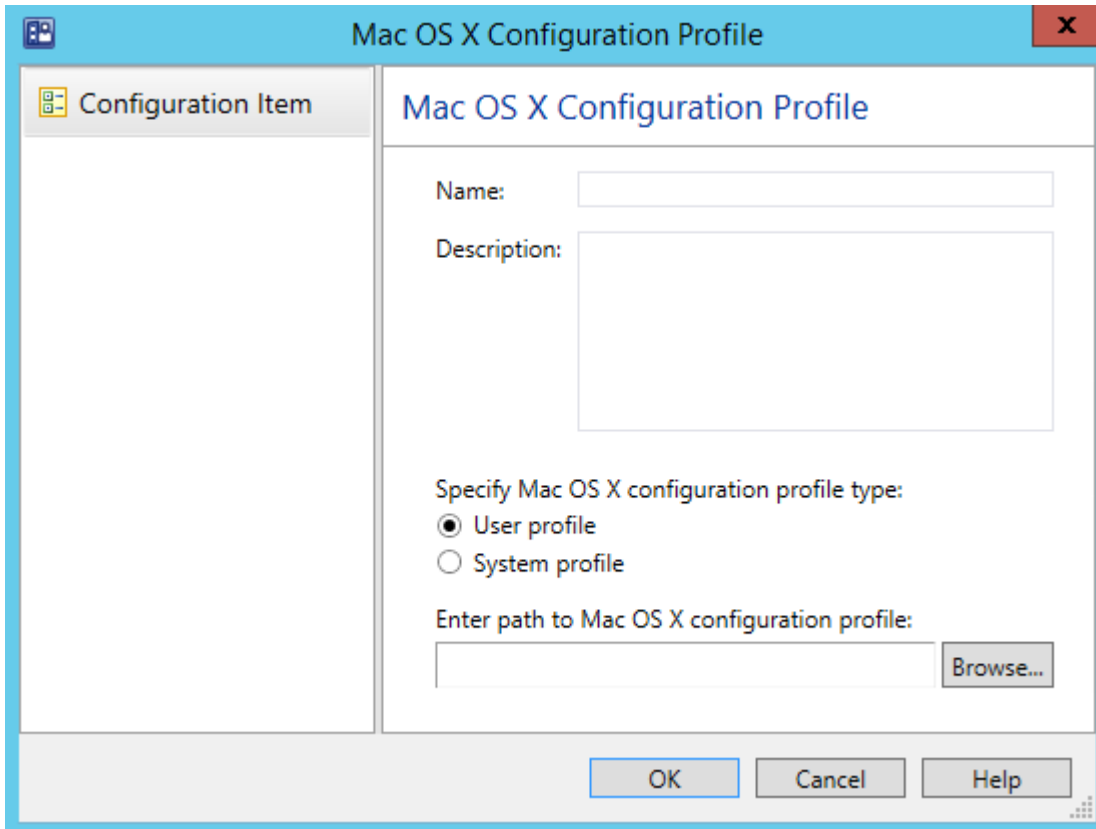 Mac OS X Configuration Profile
x
Configuration Item
Mac OS X Configuration Profile
Name:
Description:
Specify Mac OS X configuration profile type:
User profile
System profile
Enter path to Mac OS X configuration profile:
Browse...
OK Cancel Help